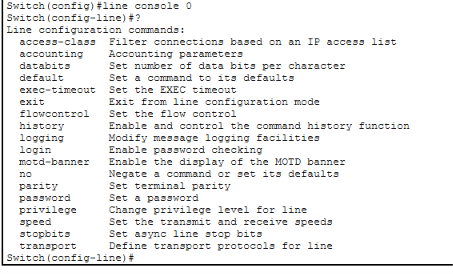 Switch(config)#line console 0
Switch(config-line)#?
Line configuration commands:
  access-class  Filter connections based on an IP access list
  accounting    Accounting parameters
  databits      Set number of data bits per character
  default       Set a command to its defaults
  exec-timeout  Set the EXEC timeout
  exit          Exit from line configuration mode
  flowcontrol   Set the flow control
  history       Enable and control the command history function
  logging       Modify message logging facilities
  login         Enable password checking
  motd-banner   Enable the display of the MOTD banner
  no            Negate a command or set its defaults
  parity        Set terminal parity
  password      Set a password
  privilege     Change privilege level for line
  speed         Set the transmit and receive speeds
  stopbits      Set async line stop bits
  transport     Define transport protocols for line
Switch(config-line)#